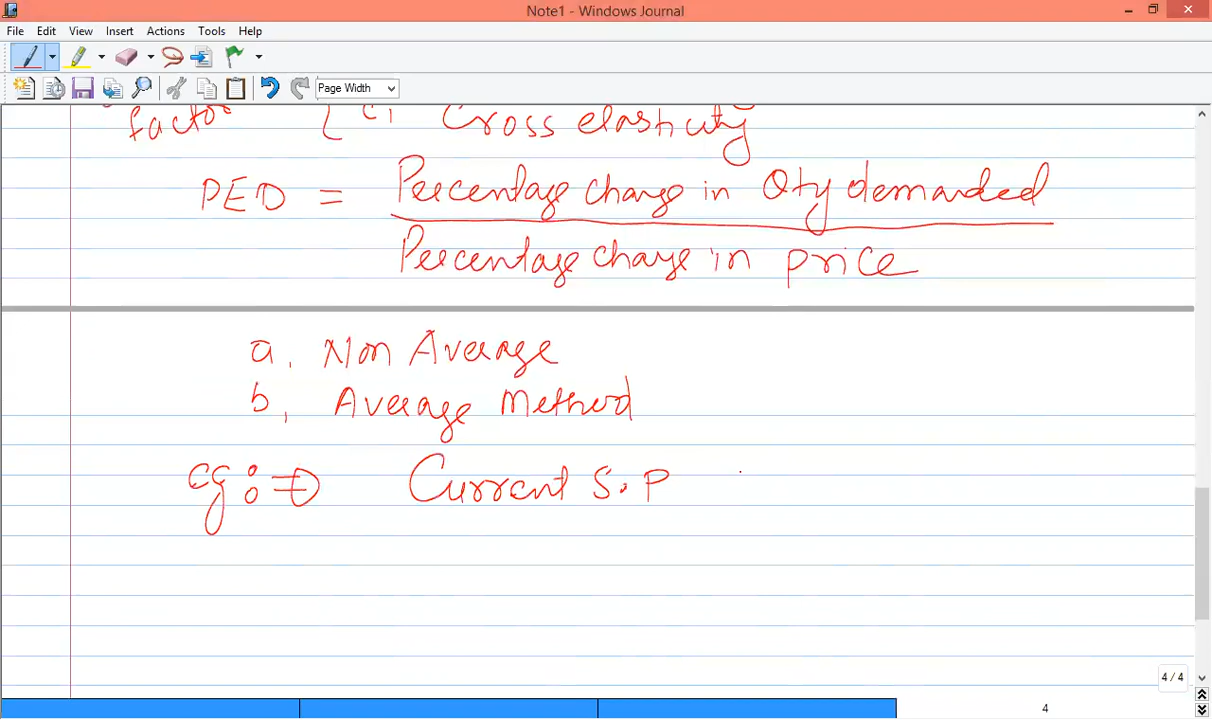 Note1 - Windows Journal
File Edit View Insert Actions Tools Help
Page Width
factor Cross elasticity
PED = Percentage change in Qty demanded
Percentage change in price
a, Non Average
b, Average Method
eg: Current S.P
4 / 4
4